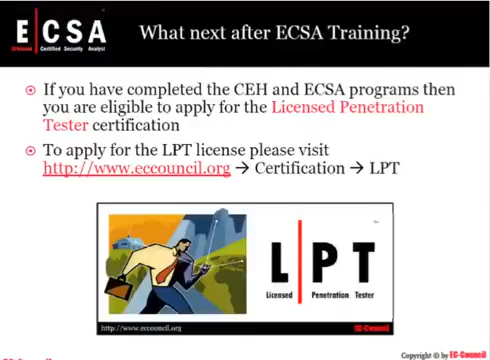 ECSA
EC-Council Certified Security Analyst
What next after ECSA Training?
If you have completed the CEH and ECSA programs then
you are eligible to apply for the Licensed Penetration
Tester certification
To apply for the LPT license please visit
http://www.eccouncil.org → Certification → LPT
LPT
Licensed Penetration Tester
http://www.eccouncil.org EC-Council
Copyright © by EC-Council